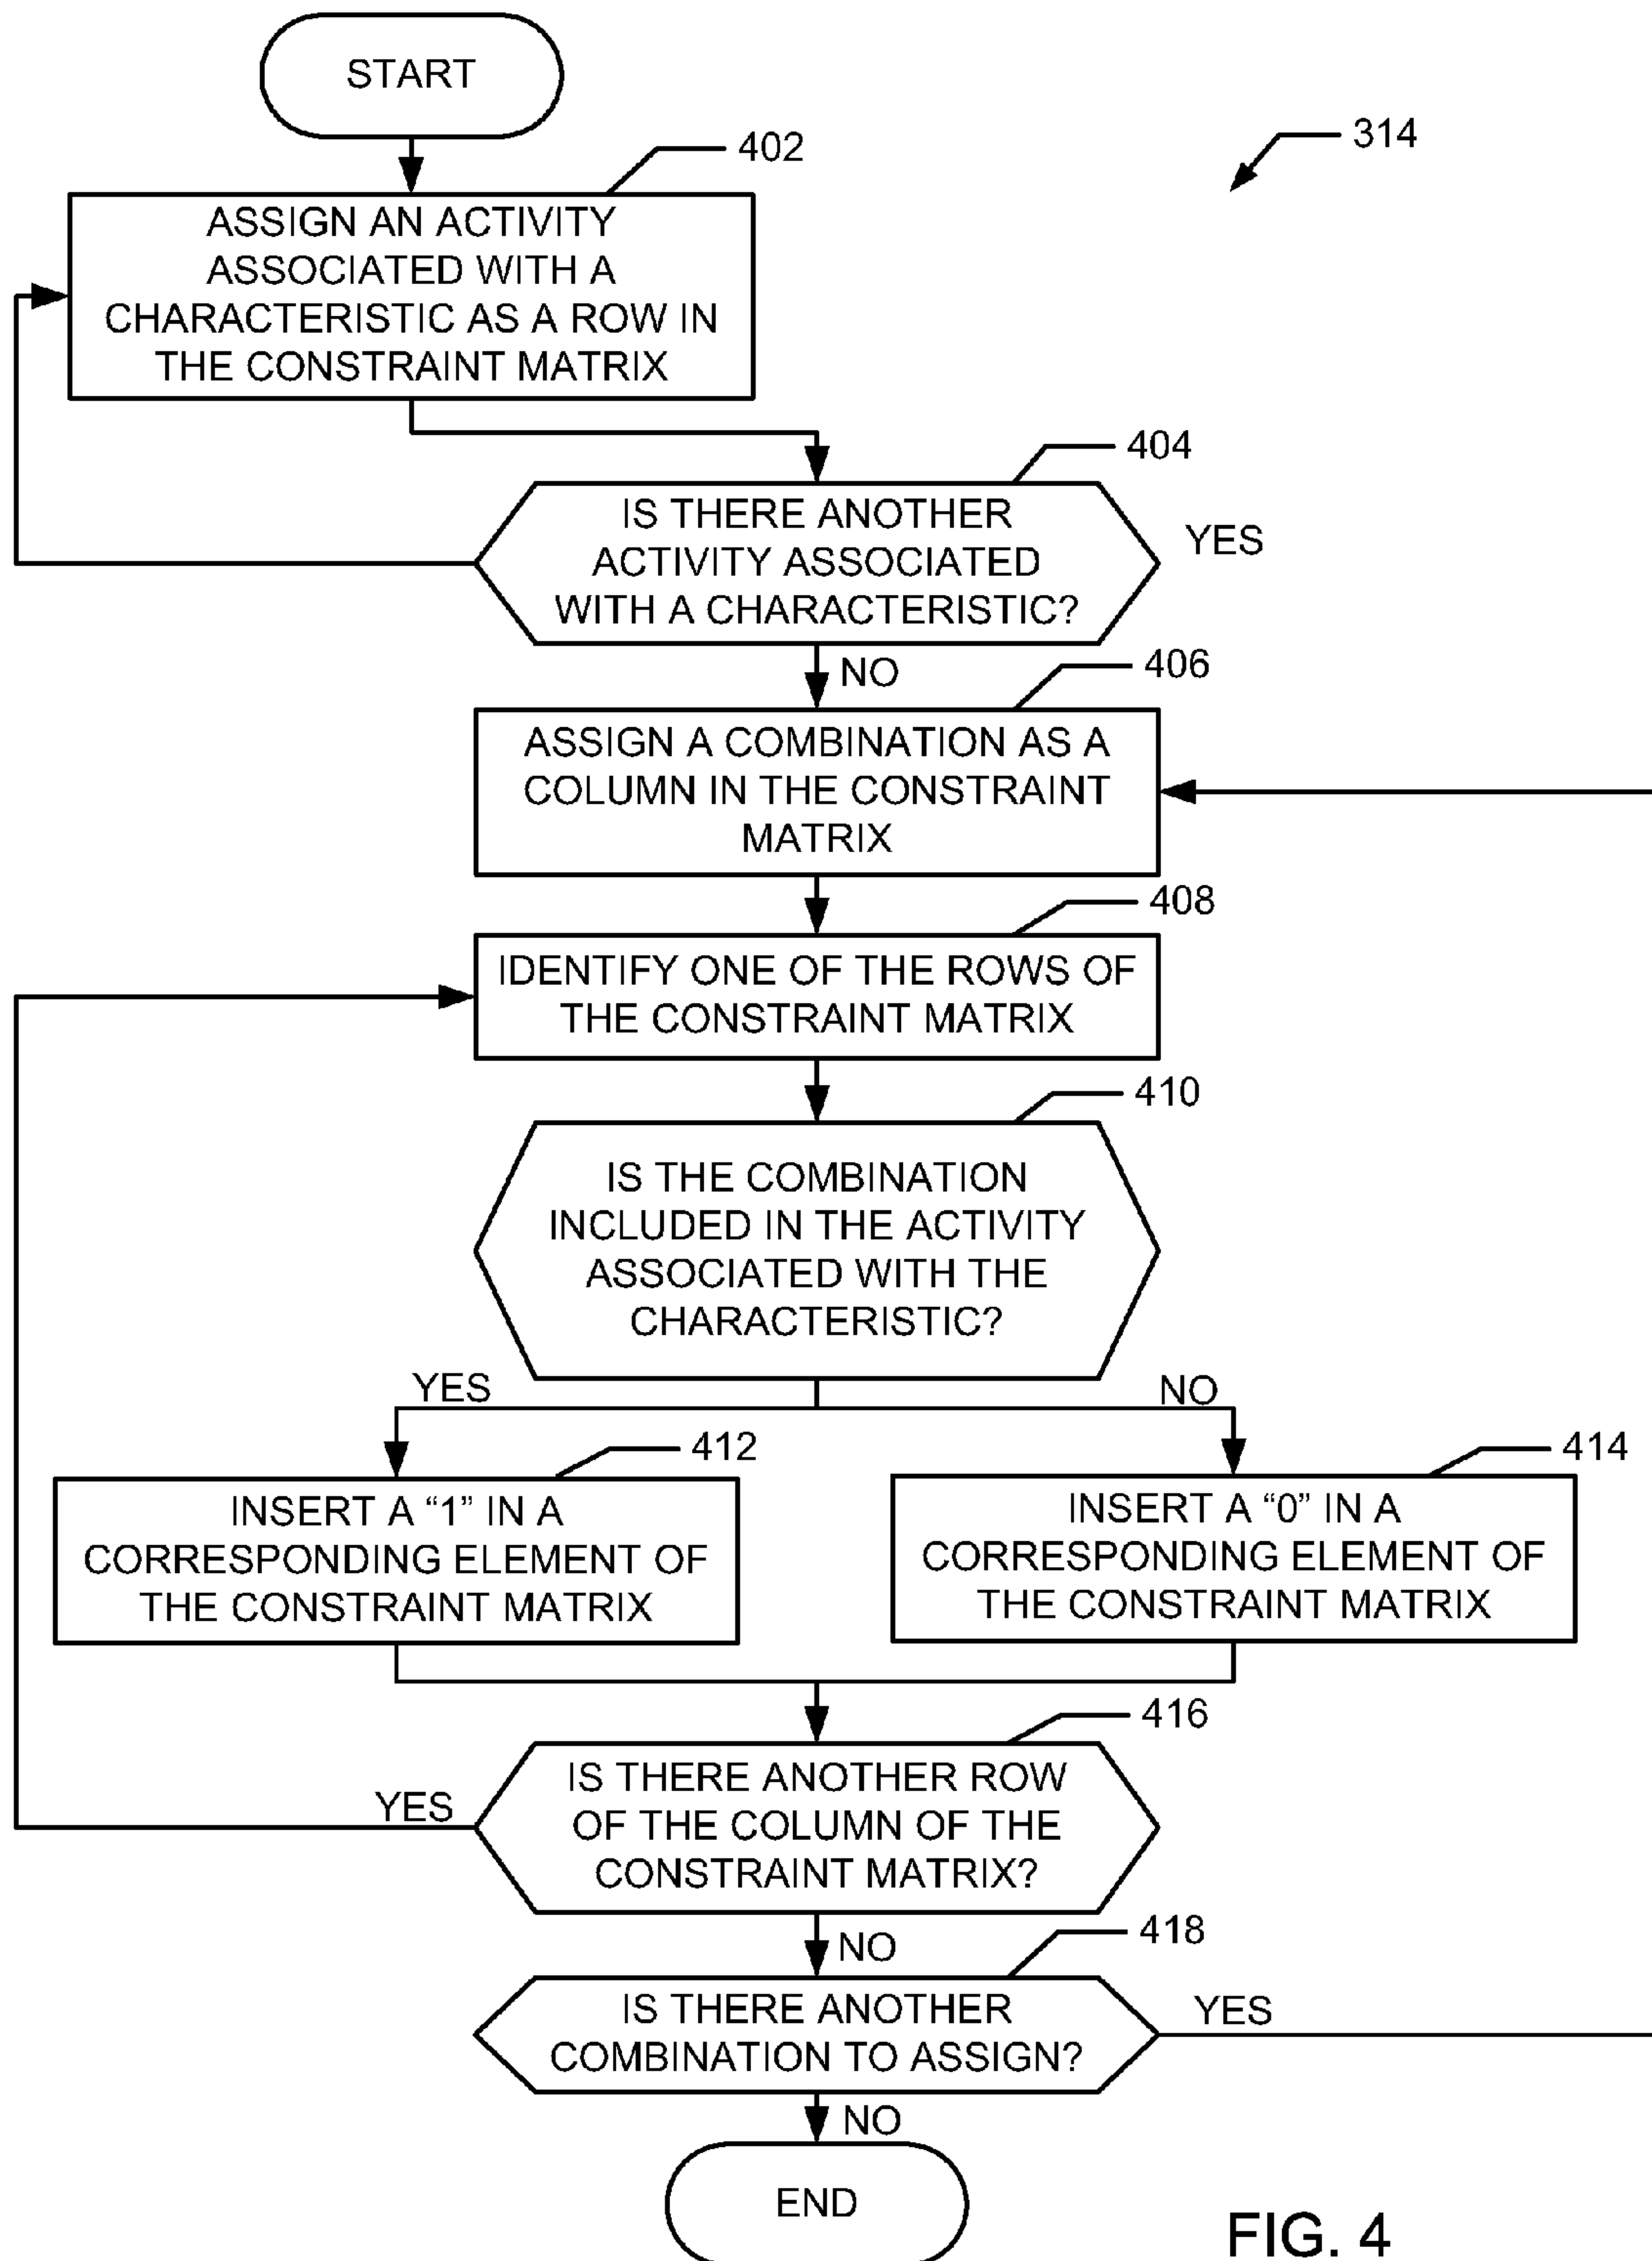 START
314
402
ASSIGN AN ACTIVITY
ASSOCIATED WITH A
CHARACTERISTIC AS A ROW IN
THE CONSTRAINT MATRIX
404
IS THERE ANOTHER
ACTIVITY ASSOCIATED
WITH A CHARACTERISTIC?
YES
NO
406
ASSIGN A COMBINATION AS A
COLUMN IN THE CONSTRAINT
MATRIX
408
IDENTIFY ONE OF THE ROWS OF
THE CONSTRAINT MATRIX
410
IS THE COMBINATION
INCLUDED IN THE ACTIVITY
ASSOCIATED WITH THE
CHARACTERISTIC?
YES
NO
412
INSERT A “1” IN A
CORRESPONDING ELEMENT OF
THE CONSTRAINT MATRIX
414
INSERT A “0” IN A
CORRESPONDING ELEMENT OF
THE CONSTRAINT MATRIX
416
IS THERE ANOTHER ROW
OF THE COLUMN OF THE
CONSTRAINT MATRIX?
YES
NO
418
IS THERE ANOTHER
COMBINATION TO ASSIGN?
YES
NO
END
FIG. 4